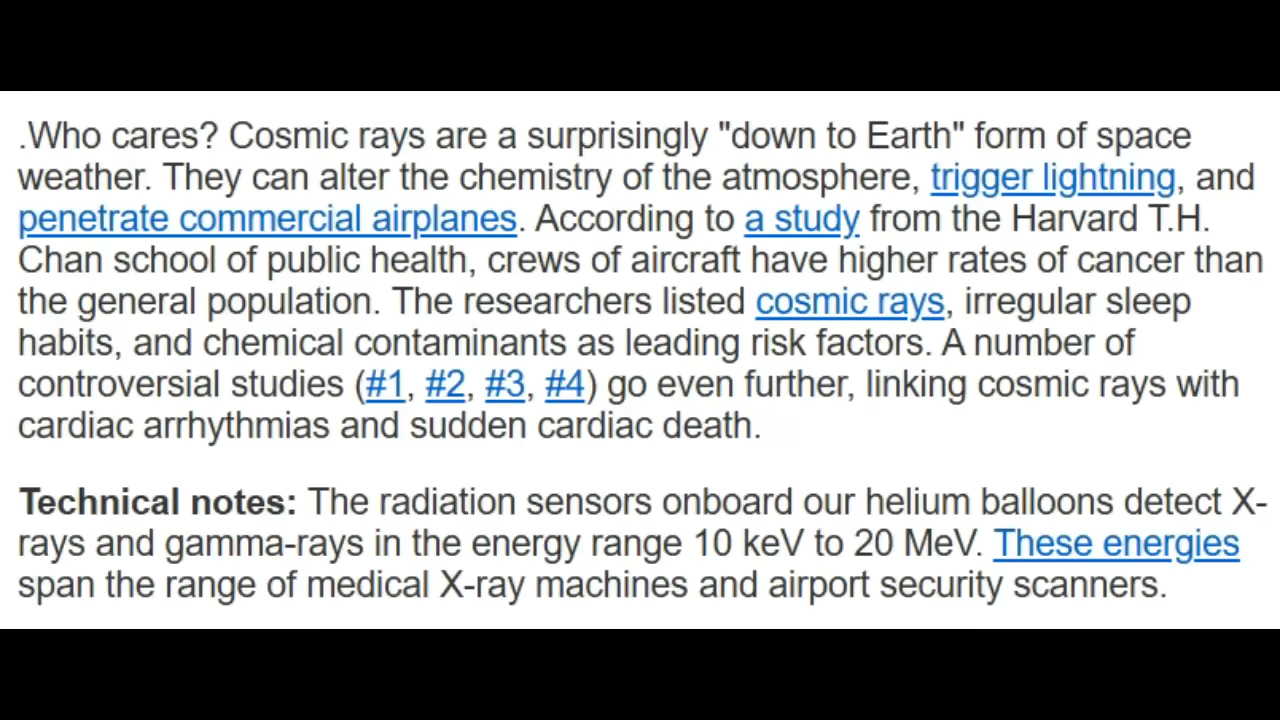 .Who cares? Cosmic rays are a surprisingly "down to Earth" form of space
weather. They can alter the chemistry of the atmosphere, trigger lightning, and
penetrate commercial airplanes. According to a study from the Harvard T.H.
Chan school of public health, crews of aircraft have higher rates of cancer than
the general population. The researchers listed cosmic rays, irregular sleep
habits, and chemical contaminants as leading risk factors. A number of
controversial studies (#1, #2, #3, #4) go even further, linking cosmic rays with
cardiac arrhythmias and sudden cardiac death.
Technical notes: The radiation sensors onboard our helium balloons detect X-
rays and gamma-rays in the energy range 10 keV to 20 MeV. These energies
span the range of medical X-ray machines and airport security scanners.